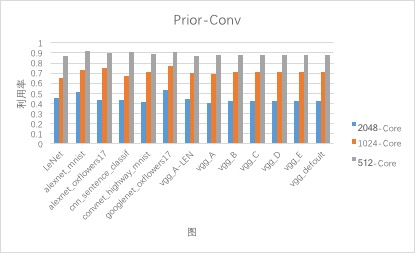 Prior-Conv
1
0.9
0.8
0.7
0.6
0.5
0.4
0.3
0.2
0.1
0
利用率
LeNet
alexnet_mnist
alexnet_oxflowers17
cnn_sentence_classif
convnet_highway_mnist
googlenet_oxflowers17
vgg_A-LEN
vgg_A
vgg_B
vgg_C
vgg_D
vgg_E
vgg_default
图
2048-Core
1024-Core
512-Core